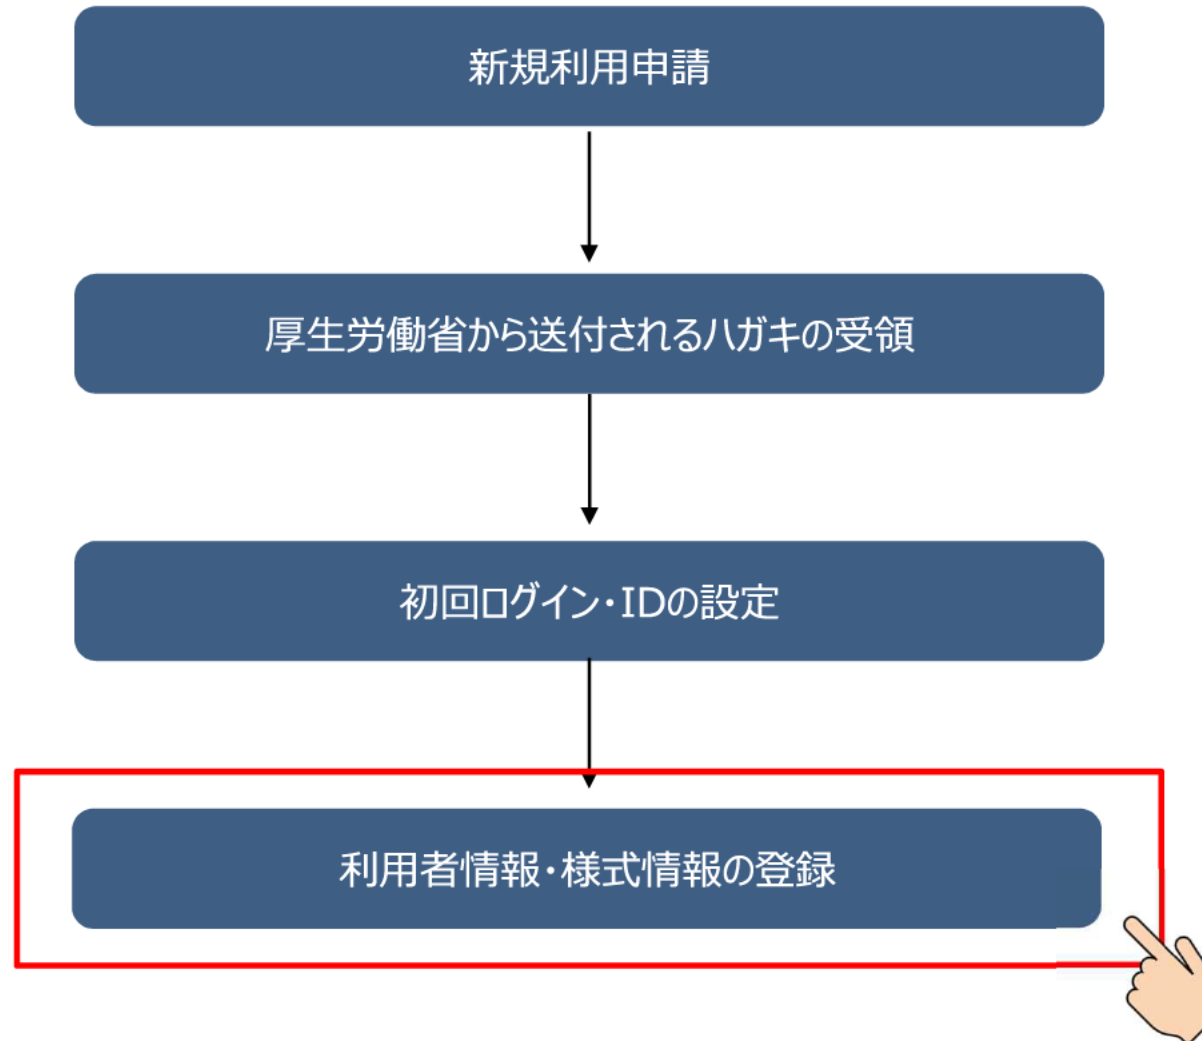 新規利用申請
厚生労働省から送付されるハガキの受領
初回ログイン・IDの設定
利用者情報・様式情報の登録